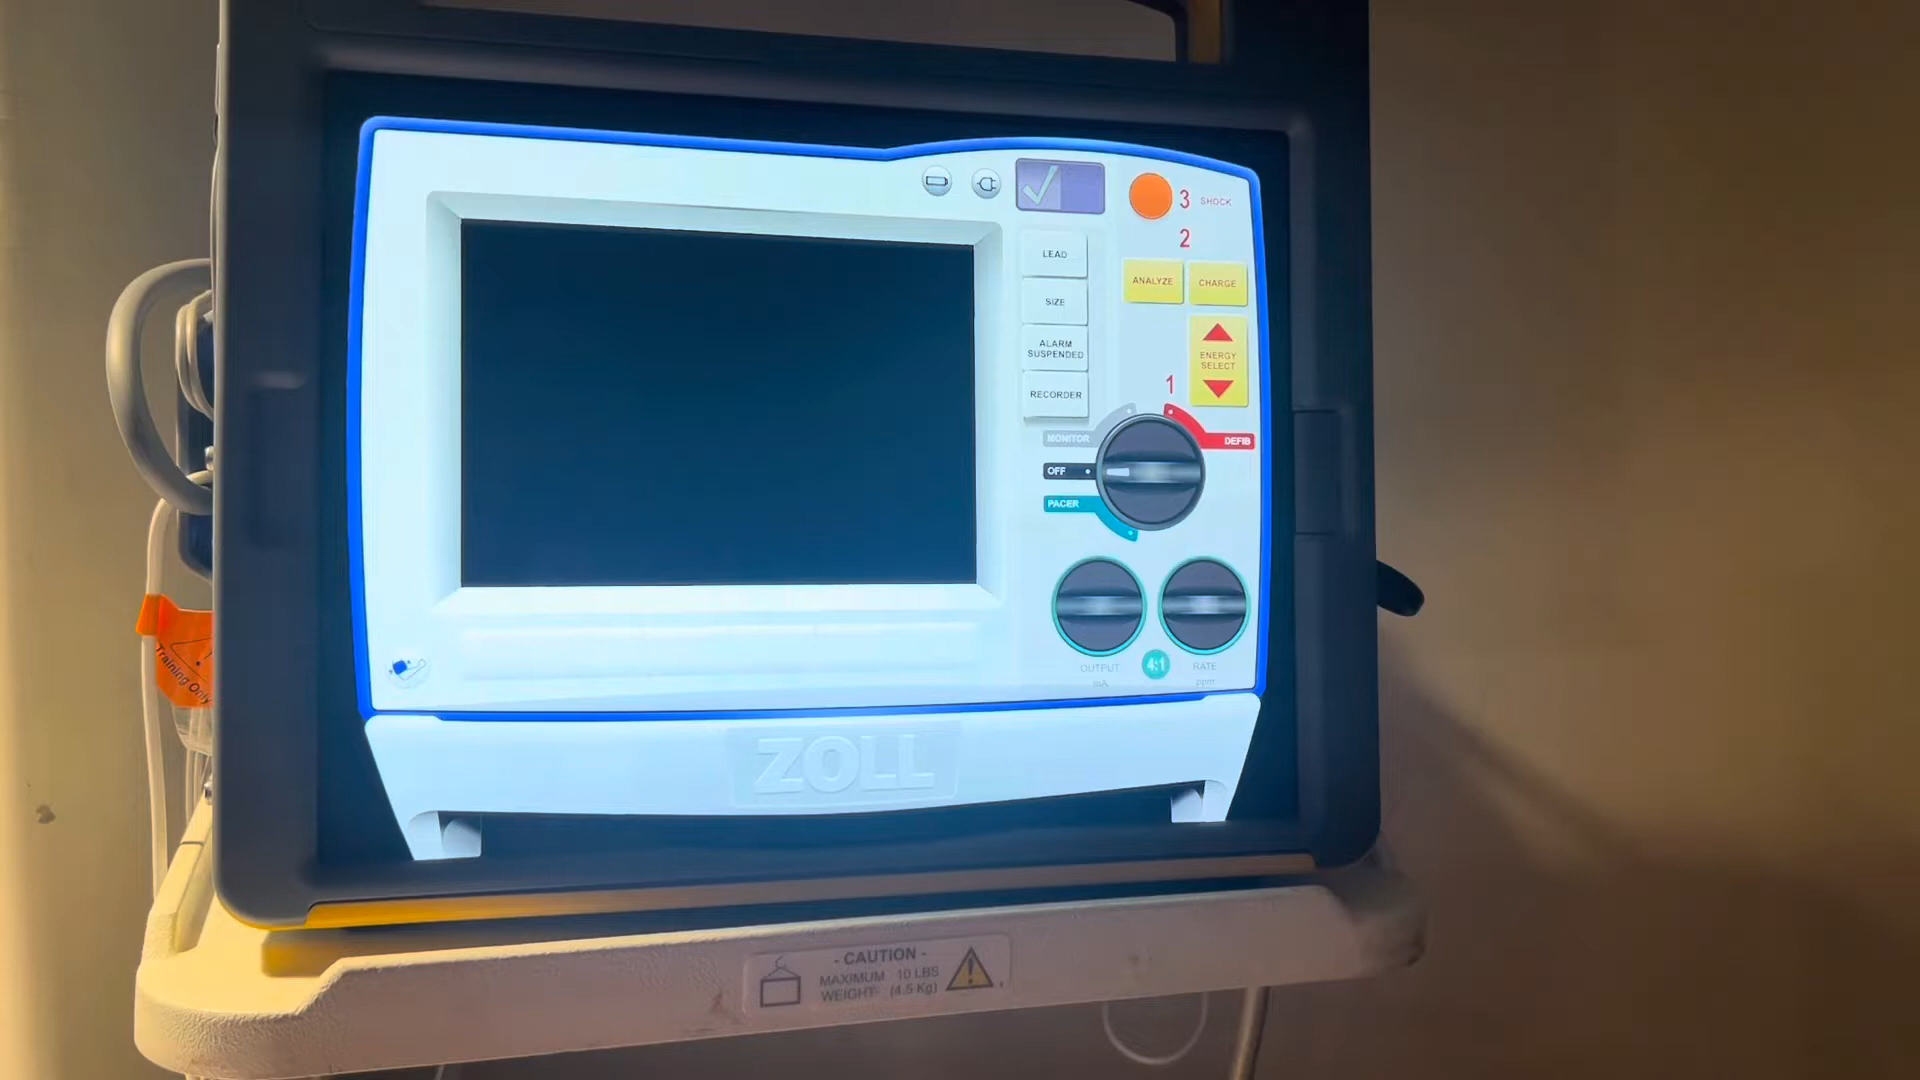 3 SHOCK
2
LEAD
ANALYZE
CHARGE
SIZE
ALARM
SUSPENDED
ENERGY
SELECT
1
RECORDER
MONITOR
DEFIB
OFF
PACER
OUTPUT
mA
4:1
RATE
ppm
Training Only
ZOLL
- CAUTION -
MAXIMUM 10 LBS
WEIGHT- (4.5 Kg)